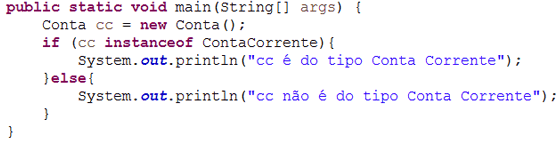 public static void main(String[] args) {
    Conta cc = new Conta();
    if (cc instanceof ContaCorrente){
        System.out.println("cc é do tipo Conta Corrente");
    }else{
        System.out.println("cc não é do tipo Conta Corrente");
    }
}